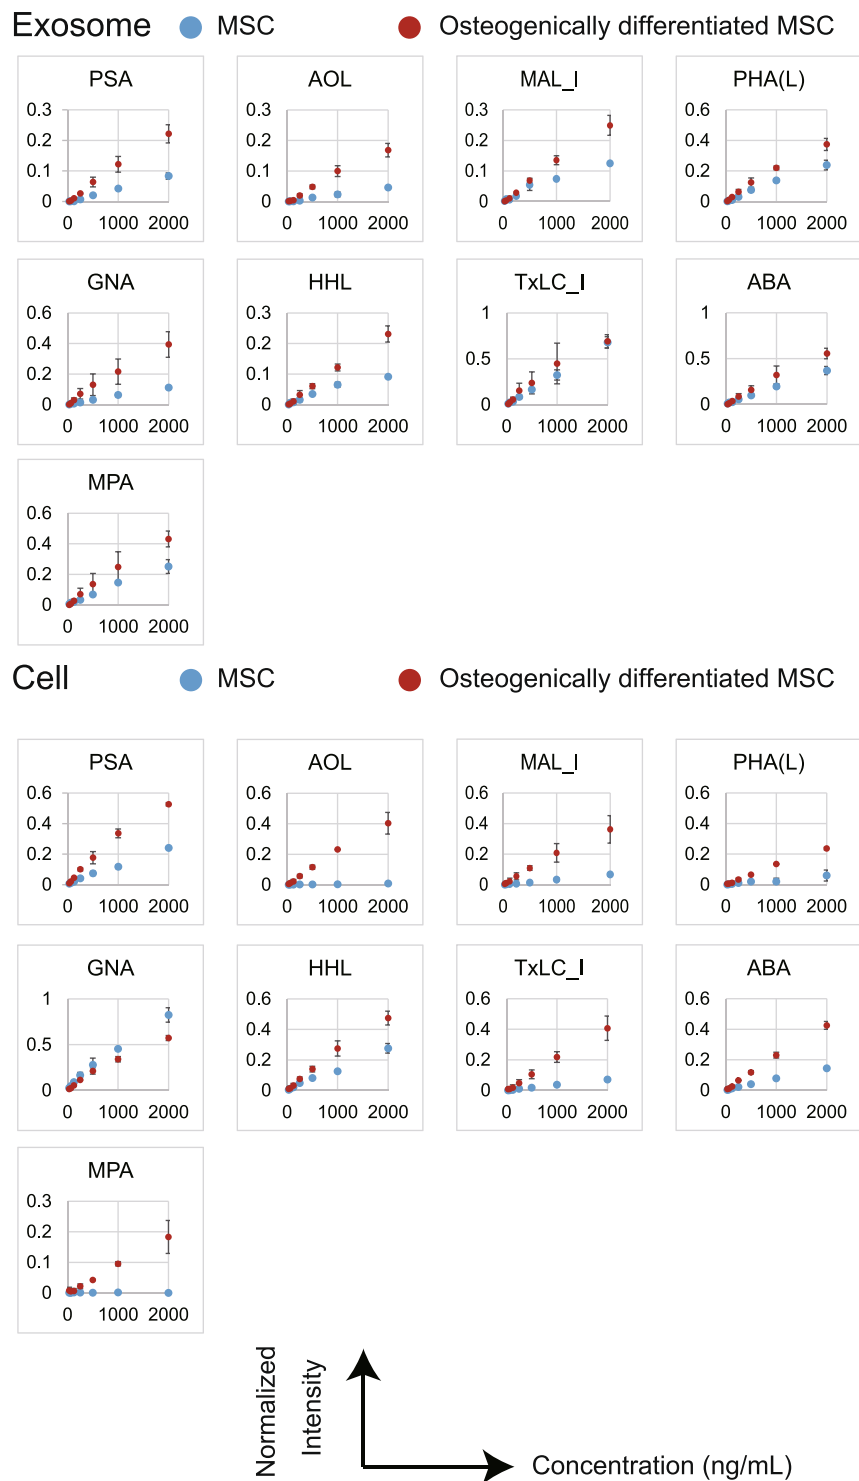 Exosome MSC Osteogenically differentiated MSC
PSA AOL MAL_I PHA(L)
0.3 0.3 0.3 0.6
0.2 0.2 0.2 0.4
0.1 0.1 0.1 0.2
0 0 0 0
0 1000 2000 0 1000 2000 0 1000 2000 0 1000 2000
GNA HHL TxLC_I ABA
0.6 0.3 1 1
0.4 0.2 0.5 0.5
0.2 0.1
0 0 0 0
0 1000 2000 0 1000 2000 0 1000 2000 0 1000 2000
MPA
0.6
0.4
0.2
0
0 1000 2000
Cell MSC Osteogenically differentiated MSC
PSA AOL MAL_I PHA(L)
0.6 0.6 0.6 0.6
0.4 0.4 0.4 0.4
0.2 0.2 0.2 0.2
0 0 0 0
0 1000 2000 0 1000 2000 0 1000 2000 0 1000 2000
GNA HHL TxLC_I ABA
1 0.6 0.6 0.6
0.5 0.4 0.4 0.4
0.2 0.2 0.2
0 0 0 0
0 1000 2000 0 1000 2000 0 1000 2000 0 1000 2000
MPA
0.3
0.2
0.1
0
0 1000 2000
Normalized
Intensity
Concentration (ng/mL)